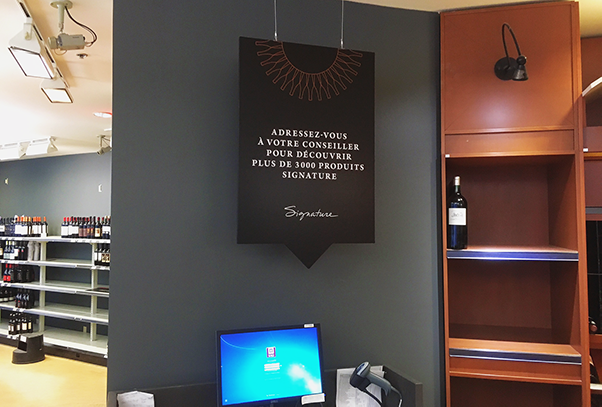 ADRESSEZ-VOUS
À VOTRE CONSEILLER
POUR DÉCOUVRIR
PLUS DE 3000 PRODUITS
SIGNATURE
Signature